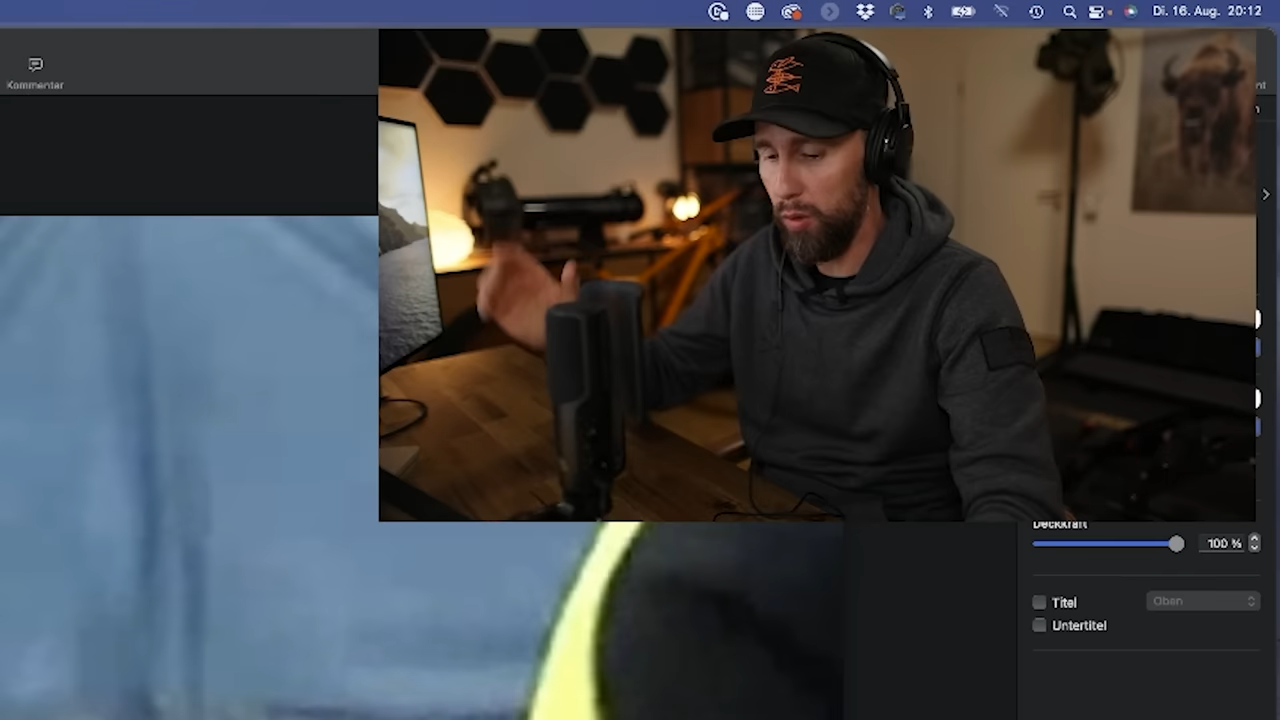 Di. 16. Aug. 20:12
Kommentar
Deckkraft
100 %
Titel
Oben
Untertitel